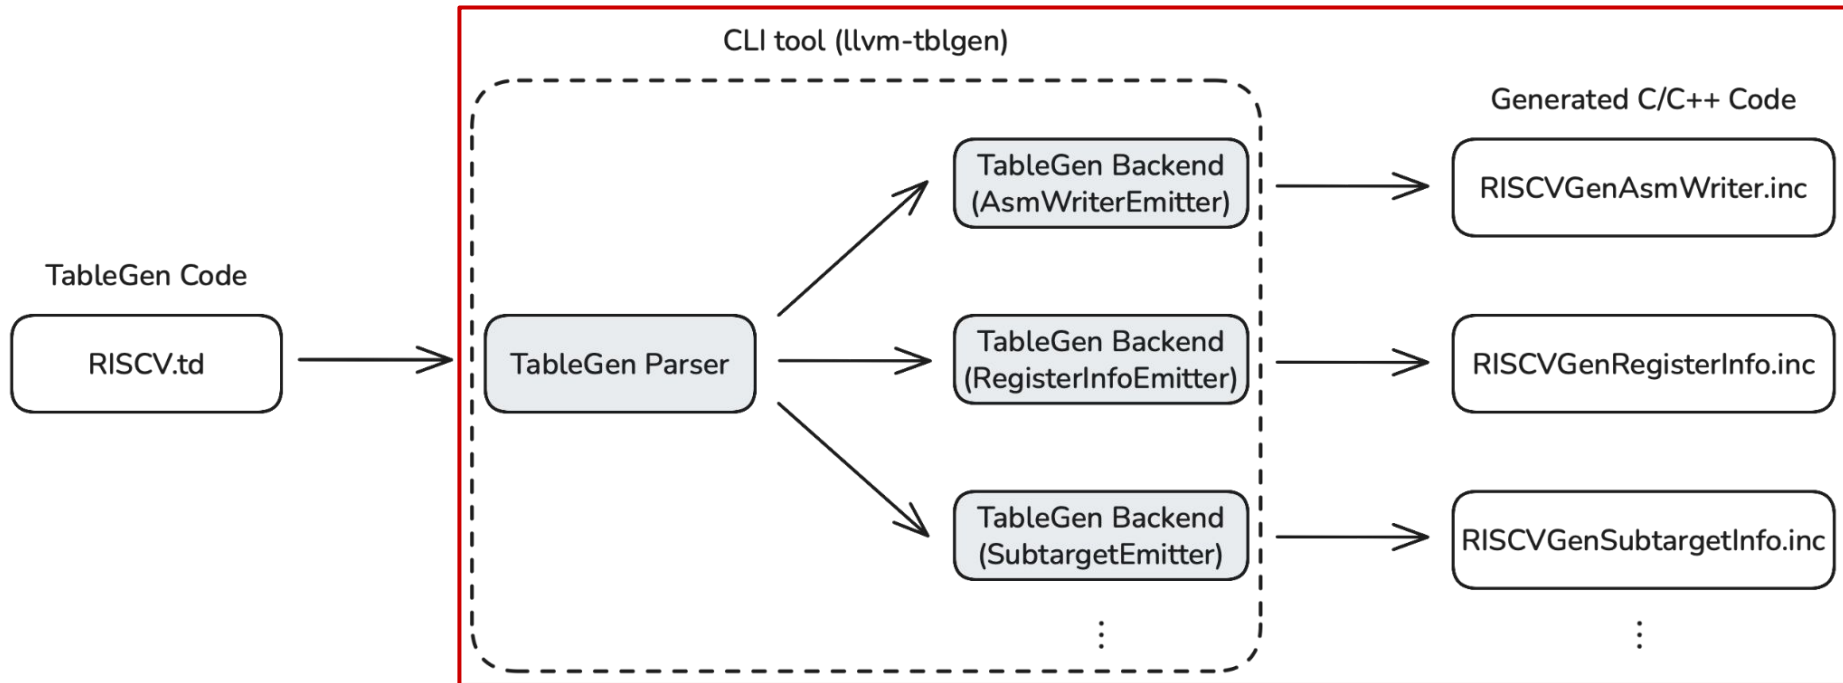 CLI tool (llvm-tblgen)
Generated C/C++ Code
TableGen Backend
(AsmWriterEmitter)
RISCVGenAsmWriter.inc
TableGen Code
RISCV.td
TableGen Parser
TableGen Backend
(RegisterInfoEmitter)
RISCVGenRegisterInfo.inc
TableGen Backend
(SubtargetEmitter)
RISCVGenSubtargetInfo.inc